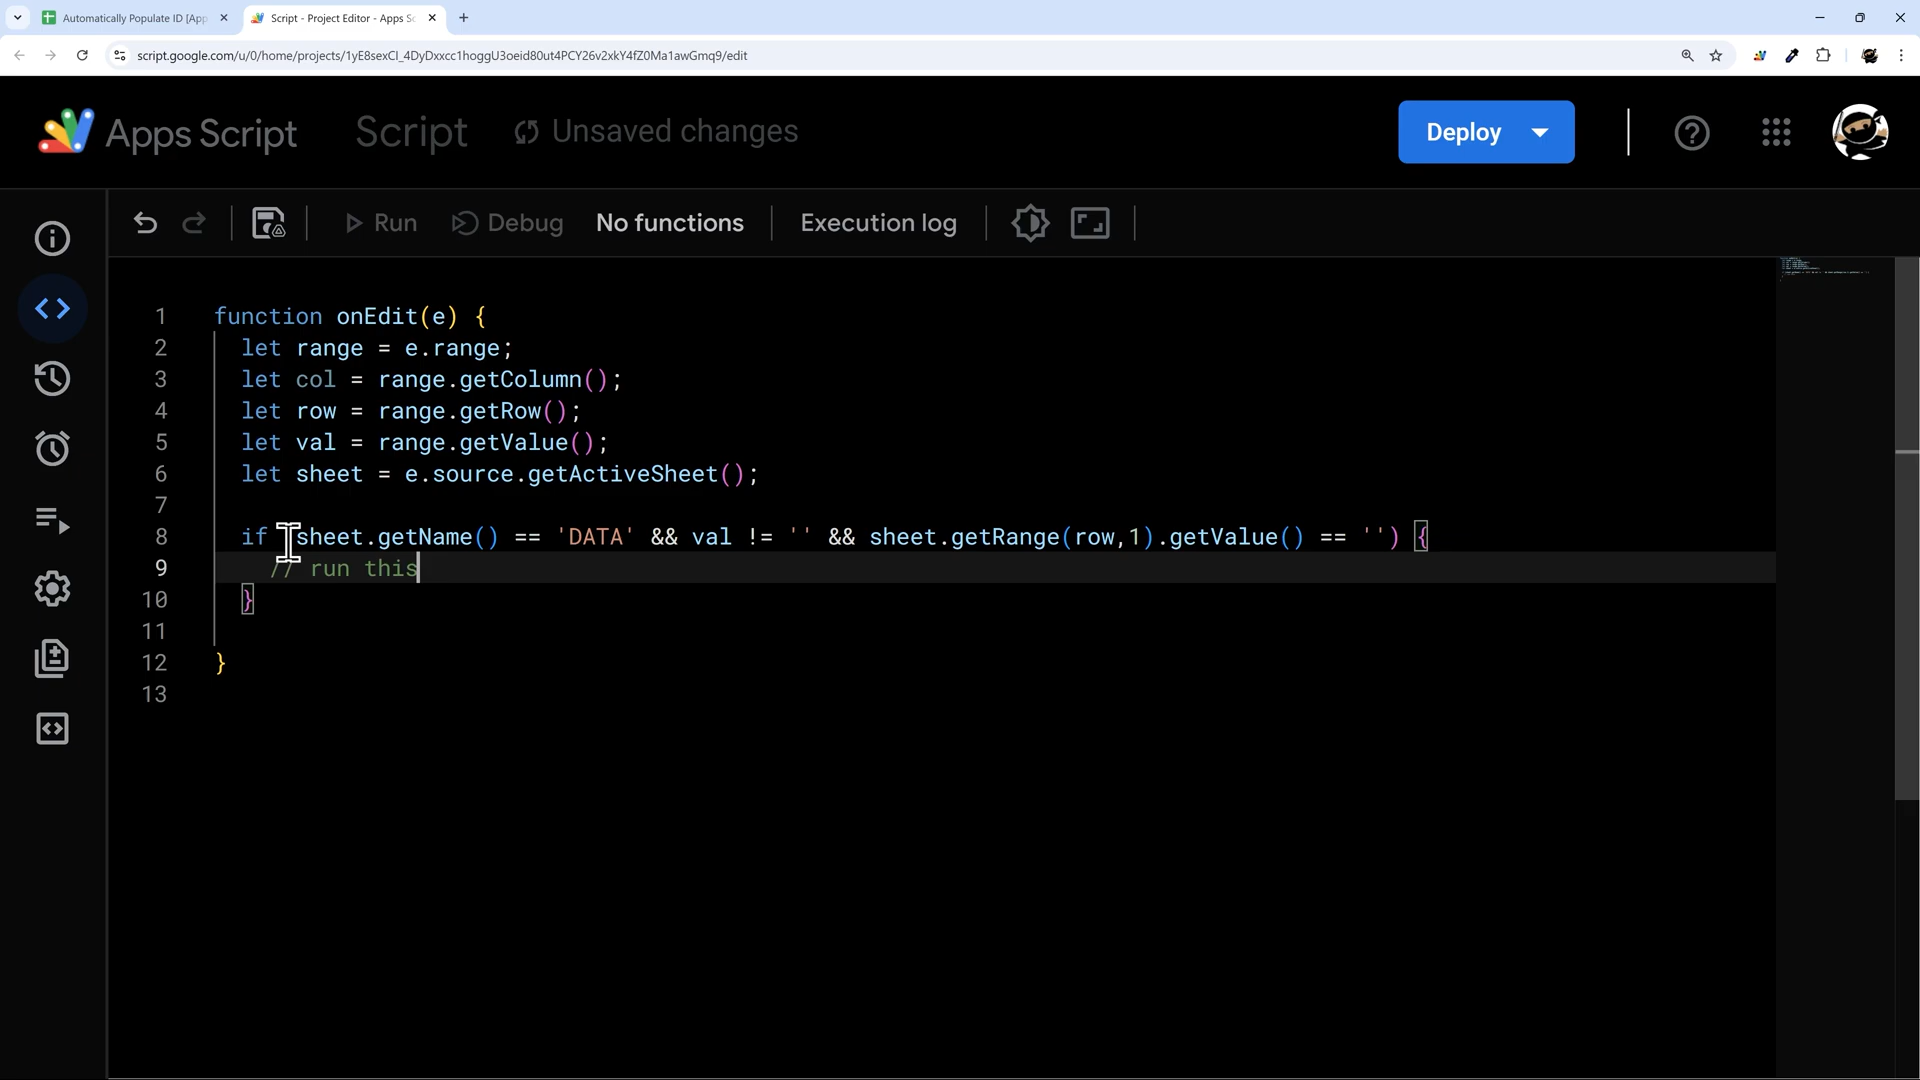 Automatically Populate ID [App
Script - Project Editor - Apps Sc
script.google.com/u/0/home/projects/1yE8sexCl_4DyDxxcc1hoggU3oeid80ut4PCY26v2xkY4fZ0Ma1awGmq9/edit
Apps Script
Script
Unsaved changes
Deploy
Run
Debug
No functions
Execution log
1 function onEdit(e) {
2 let range = e.range;
3 let col = range.getColumn();
4 let row = range.getRow();
5 let val = range.getValue();
6 let sheet = e.source.getActiveSheet();
7
8 if (sheet.getName() == 'DATA' && val != '' && sheet.getRange(row,1).getValue() == '') {
9 // run this
10 }
11
12 }
13